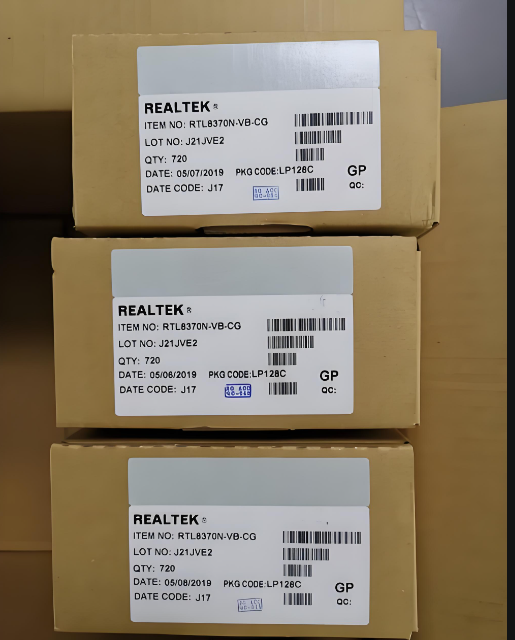 REALTEK ®
ITEM NO: RTL8370N-VB-CG
LOT NO: J21JVE2
QTY: 720
DATE: 05/07/2019 PKG CODE:LP128C GP
DATE CODE: J17 QC:
REALTEK ®
ITEM NO: RTL8370N-VB-CG
LOT NO: J21JVE2
QTY: 720
DATE: 05/06/2019 PKG CODE:LP128C GP
DATE CODE: J17 QC:
REALTEK ®
ITEM NO: RTL8370N-VB-CG
LOT NO: J21JVE2
QTY: 720
DATE: 05/08/2019 PKG CODE:LP128C GP
DATE CODE: J17 QC: